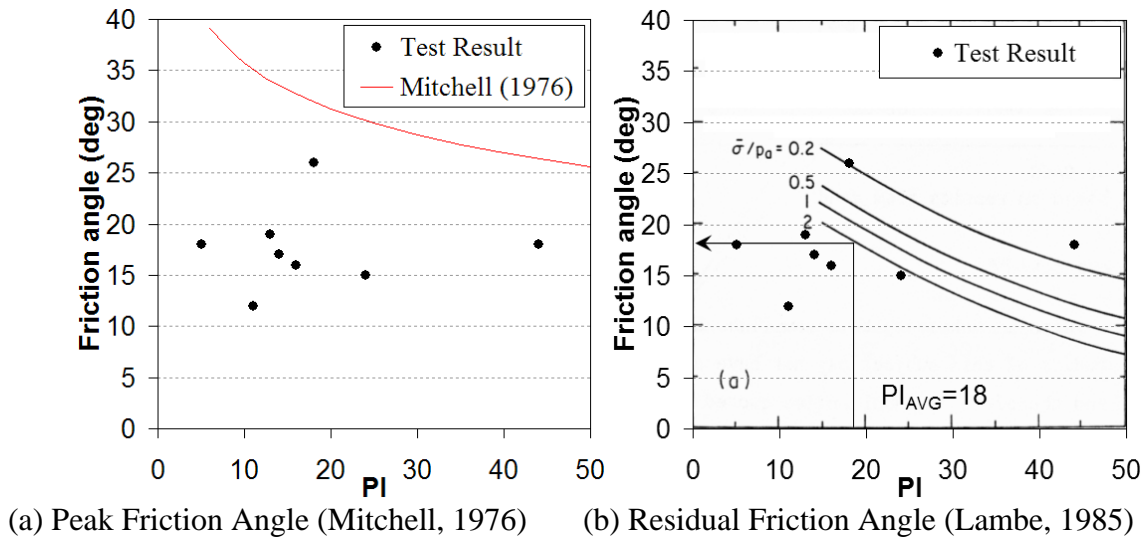 Friction angle (deg)
40
35
30
25
20
15
10
5
0
Test Result
Mitchell (1976)
0 10 20 30 40 50
PI
(a) Peak Friction Angle (Mitchell, 1976)
Friction angle (deg)
40
35
30
25
20
15
10
5
0
Test Result
σ̄/pa = 0.2
0.5
1
2
(a)
PIAVG=18
0 10 20 30 40 50
PI
(b) Residual Friction Angle (Lambe, 1985)